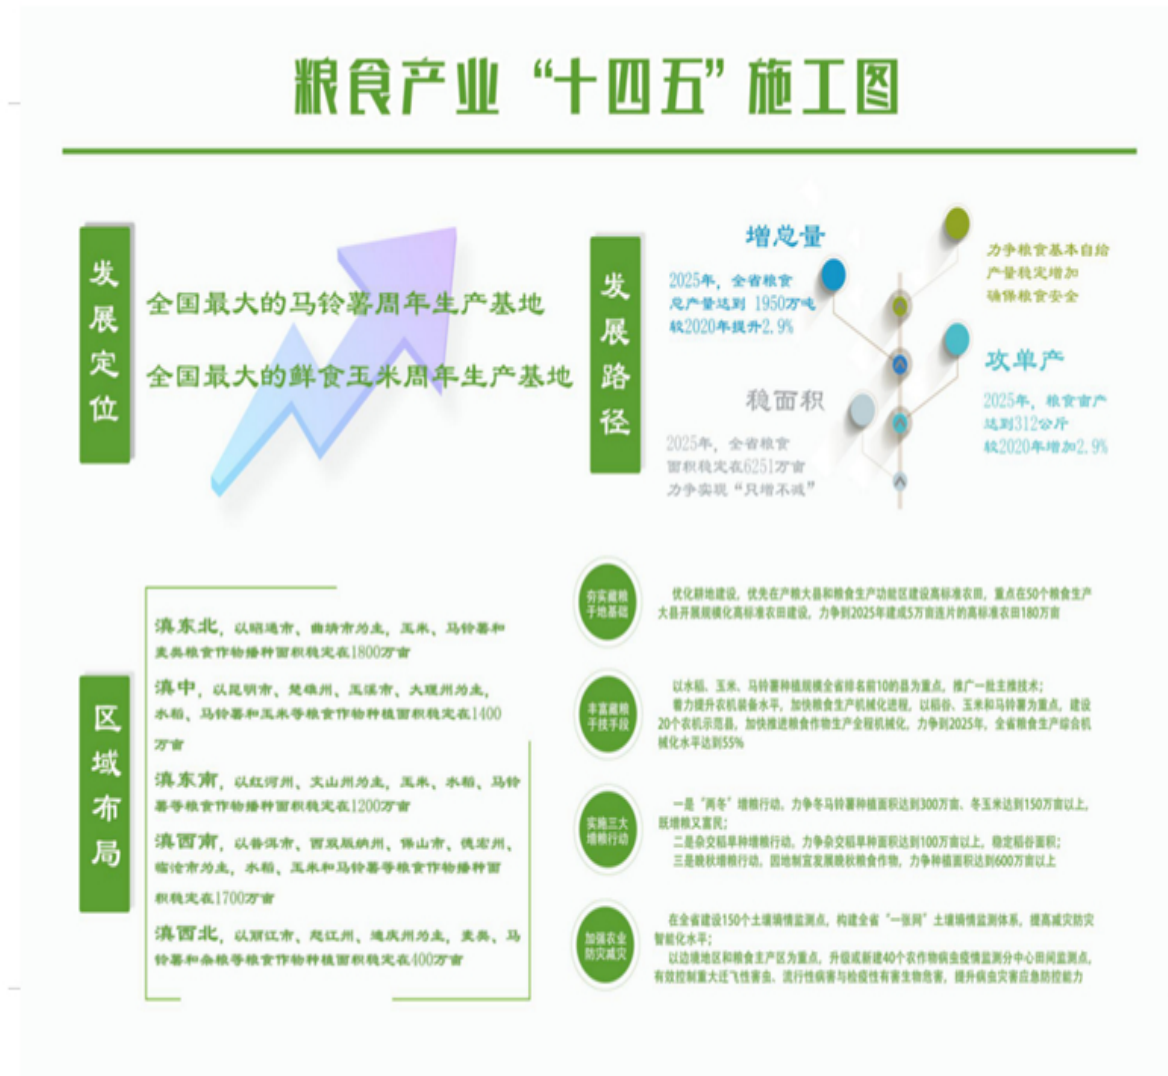 粮食产业“十四五”施工图
发展定位
全国最大的马铃薯周年生产基地
全国最大的鲜食玉米周年生产基地
发展路径
增总量
2025年，全省粮食
总产量达到 1950万吨
较2020年提升2.9%
力争粮食基本自给
产量稳定增加
确保粮食安全
攻单产
2025年，粮食亩产
达到312公斤
较2020年增加2.9%
稳面积
2025年，全省粮食
面积稳定在6251万亩
力争实现“只增不减”
区域布局
滇东北，以昭通市、曲靖市为主，玉米、马铃薯和
麦类粮食作物播种面积稳定在1800万亩
滇中，以昆明市、楚雄州、玉溪市、大理州为主，
水稻、马铃薯和玉米等粮食作物种植面积稳定在1400
万亩
滇东南，以红河州、文山州为主，玉米、水稻、马铃
薯等粮食作物播种面积稳定在1200万亩
滇西南，以普洱市、西双版纳州、保山市、德宏州、
临沧市为主，水稻、玉米和马铃薯等粮食作物播种面
积稳定在1700万亩
滇西北，以丽江市、怒江州、迪庆州为主，麦类、马
铃薯和杂粮等粮食作物种植面积稳定在400万亩
夯实藏粮
于地基础
优化耕地建设，优先在产粮大县和粮食生产功能区建设高标准农田，重点在50个粮食生产
大县开展规模化高标准农田建设，力争到2025年建成5万亩连片的高标准农田180万亩
丰富藏粮
于技手段
以水稻、玉米、马铃薯种植规模全省排名前10的县为重点，推广一批主推技术；
着力提升农机装备水平，加快粮食生产机械化进程，以稻谷、玉米和马铃薯为重点，建设
20个农机示范县，加快推进粮食作物生产全程机械化，力争到2025年，全省粮食生产综合机
械化水平达到55%
实施三大
增粮行动
一是“两冬”增粮行动，力争冬马铃薯种植面积达到300万亩、冬玉米达到150万亩以上，
既增粮又富民；
二是杂交稻旱种增粮行动，力争杂交稻旱种面积达到100万亩以上，稳定稻谷面积；
三是晚秋增粮行动，因地制宜发展晚秋粮食作物，力争种植面积达到600万亩以上
加强农业
防灾减灾
在全省建设150个土壤墒情监测点，构建全省“一张网”土壤墒情监测体系，提高减灾防灾
智能化水平；
以边境地区和粮食主产区为重点，升级或新建40个农作物病虫疫情监测分中心田间监测点，
有效控制重大迁飞性害虫、流行性病害与检疫性有害生物危害，提升病虫灾害应急防控能力